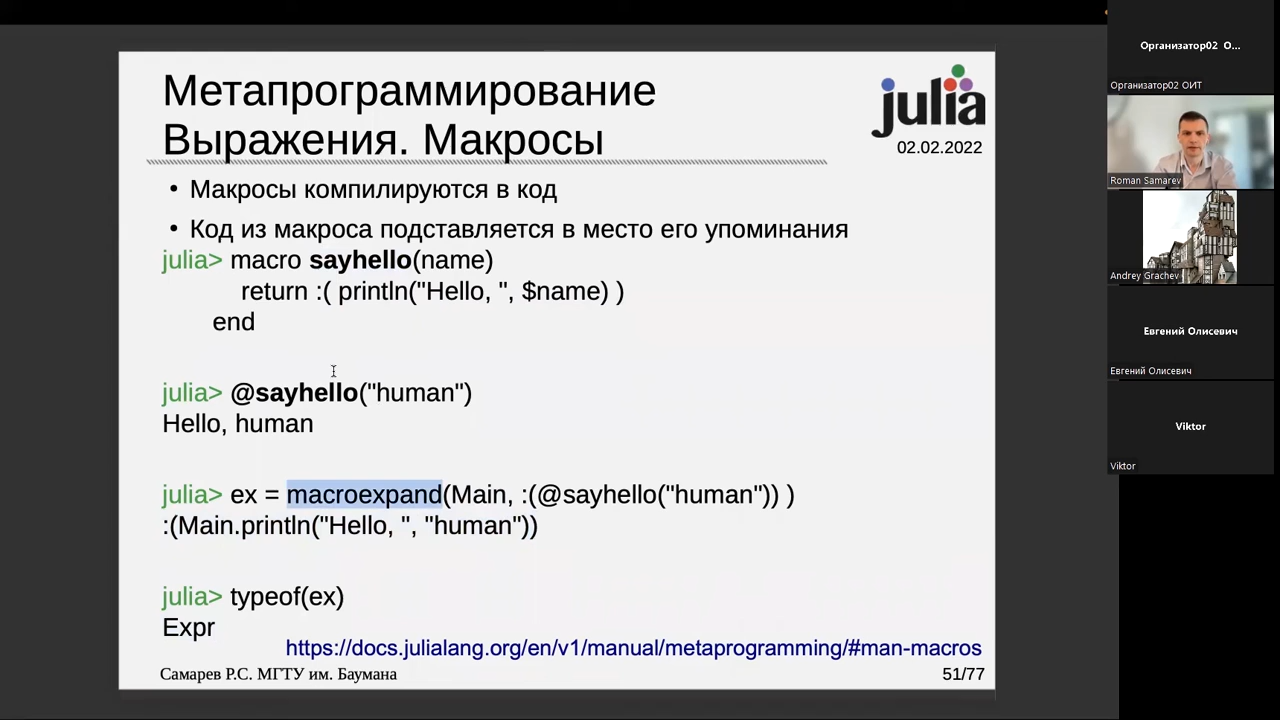 Метапрограммирование
Выражения. Макросы
julia
02.02.2022
• Макросы компилируются в код
• Код из макроса подставляется в место его упоминания
julia> macro sayhello(name)
return :( println("Hello, ", $name) )
end
julia> @sayhello("human")
Hello, human
julia> ex = macroexpand(Main, :(@sayhello("human")) )
:(Main.println("Hello, ", "human"))
julia> typeof(ex)
Expr
https://docs.julialang.org/en/v1/manual/metaprogramming/#man-macros
Самарев Р.С. МГТУ им. Баумана
51/77
Организатор02 О...
Организатор02 ОИТ
Roman Samarev
Andrey Grachev
Евгений Олисевич
Евгений Олисевич
Viktor
Viktor